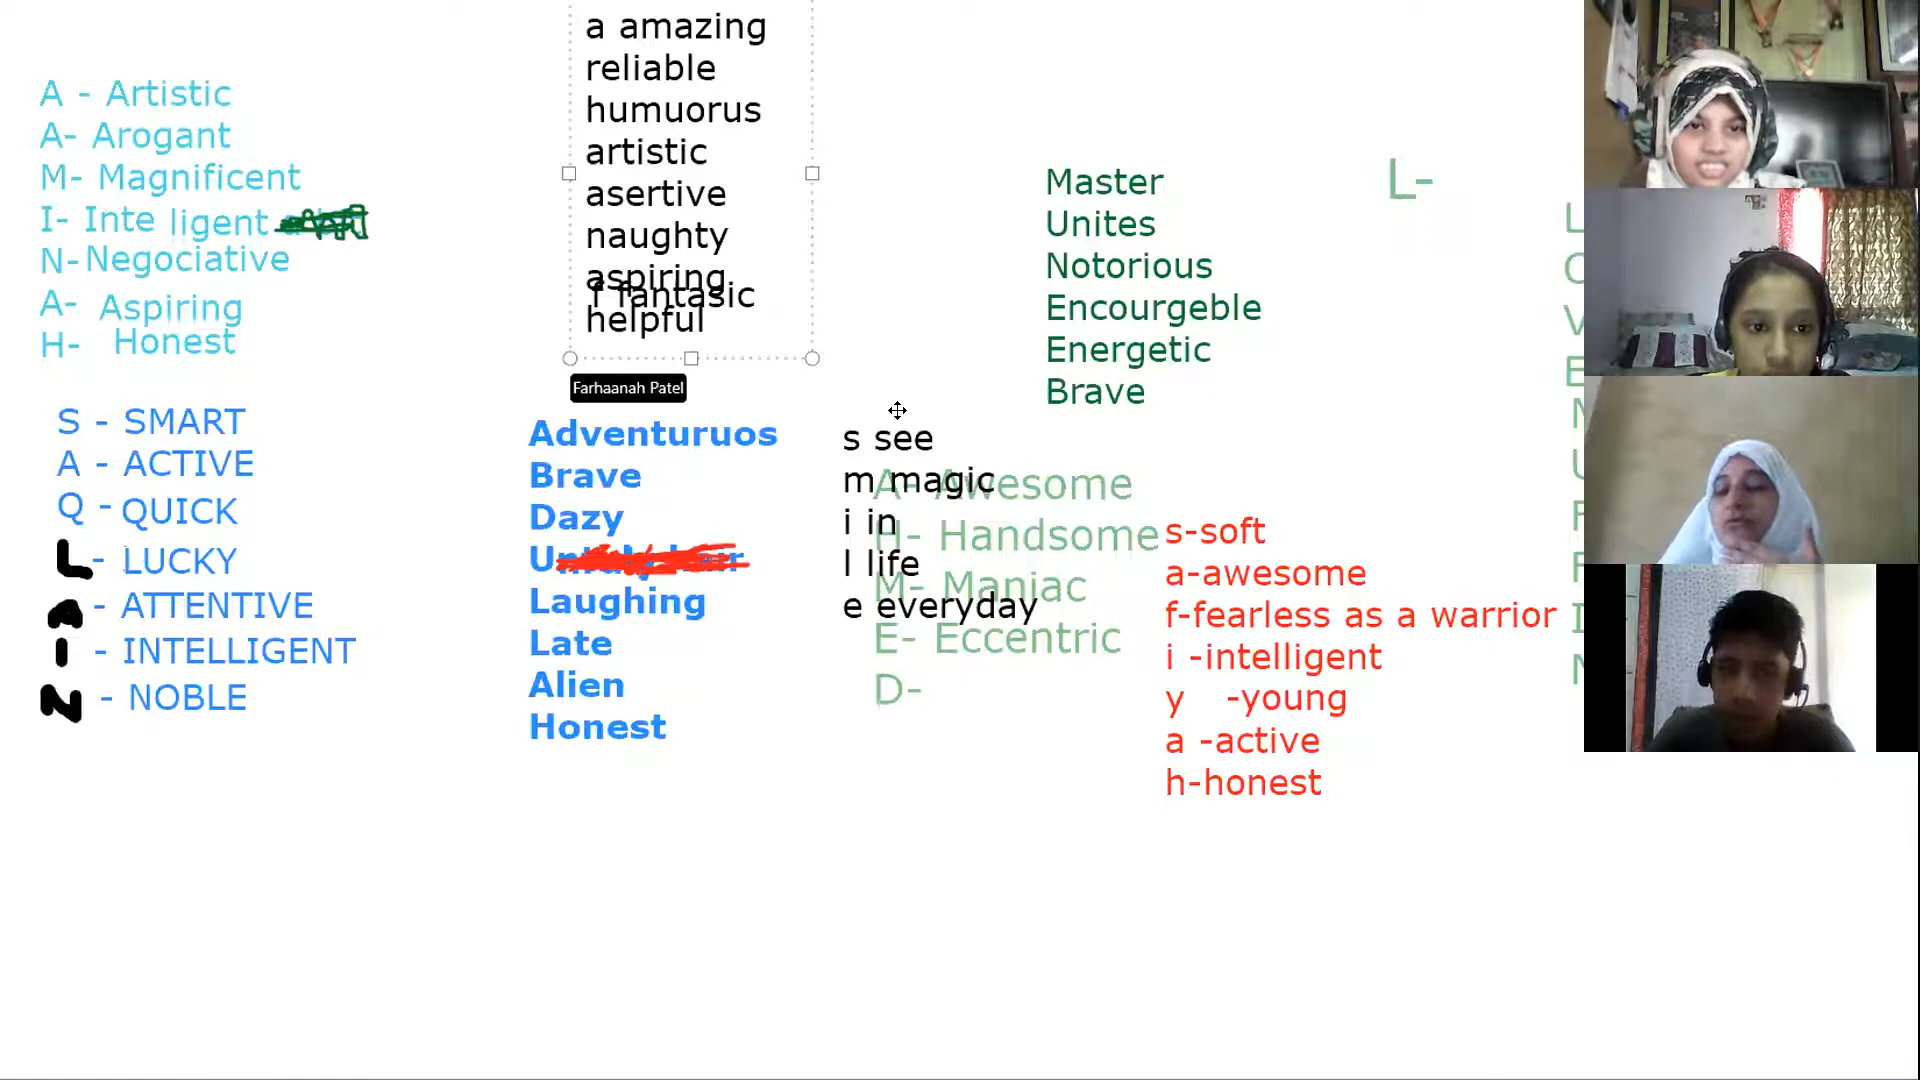 A - Artistic
A- Arogant
M- Magnificent
I- Inte ligent
N- Negociative
A- Aspiring
H- Honest
S - SMART
A - ACTIVE
Q - QUICK
L - LUCKY
A - ATTENTIVE
I - INTELLIGENT
N - NOBLE
a amazing
reliable
humuorus
artistic
asertive
naughty
aspiring
f fantasic
helpful
Farhaanah Patel
Adventuruos
Brave
Dazy
Laughing
Late
Alien
Honest
s see
m magic
i in
l life
e everyday
A- Awesome
H- Handsome
M- Maniac
E- Eccentric
D-
Master
Unites
Notorious
Encourgeble
Energetic
Brave
s-soft
a-awesome
f-fearless as a warrior
i -intelligent
y -young
a -active
h-honest
L-